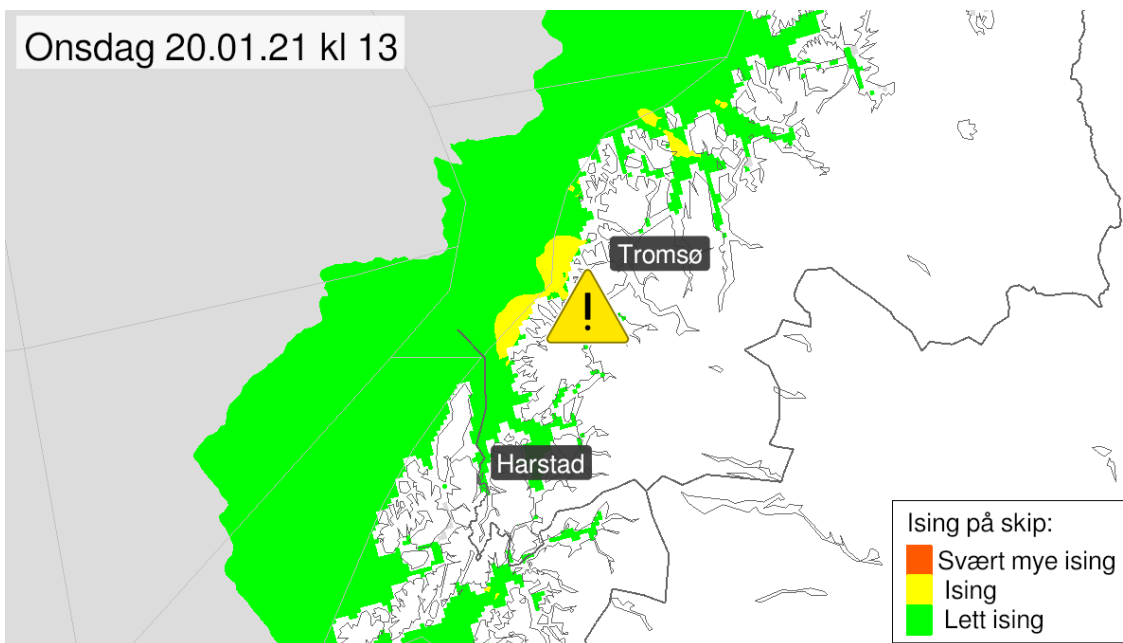 Onsdag 20.01.21 kl 13
Tromsø
!
Harstad
Ising på skip:
Svært mye ising
Ising
Lett ising